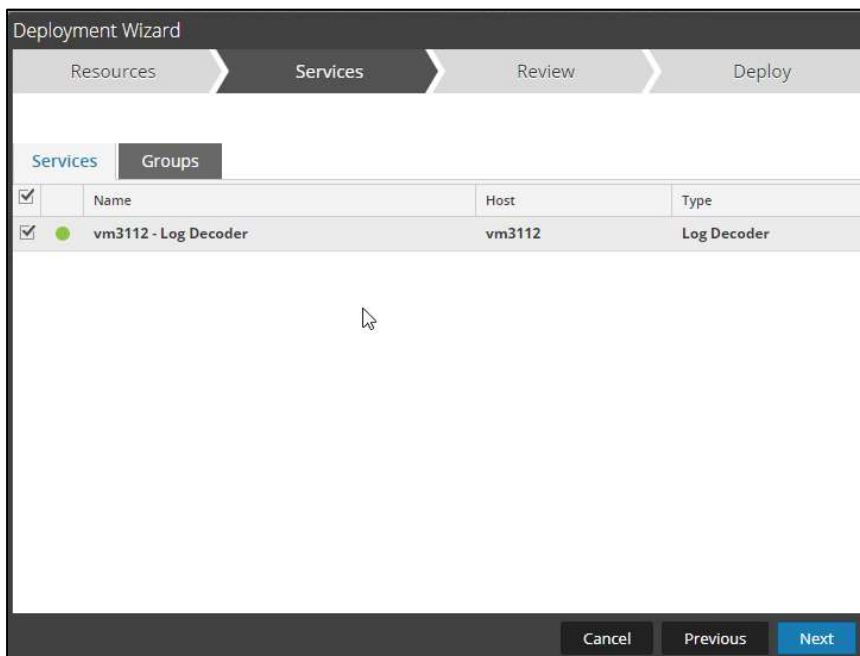 Deployment Wizard
Resources Services Review Deploy
Services Groups
Name Host Type
vm3112 - Log Decoder vm3112 Log Decoder
Cancel Previous Next